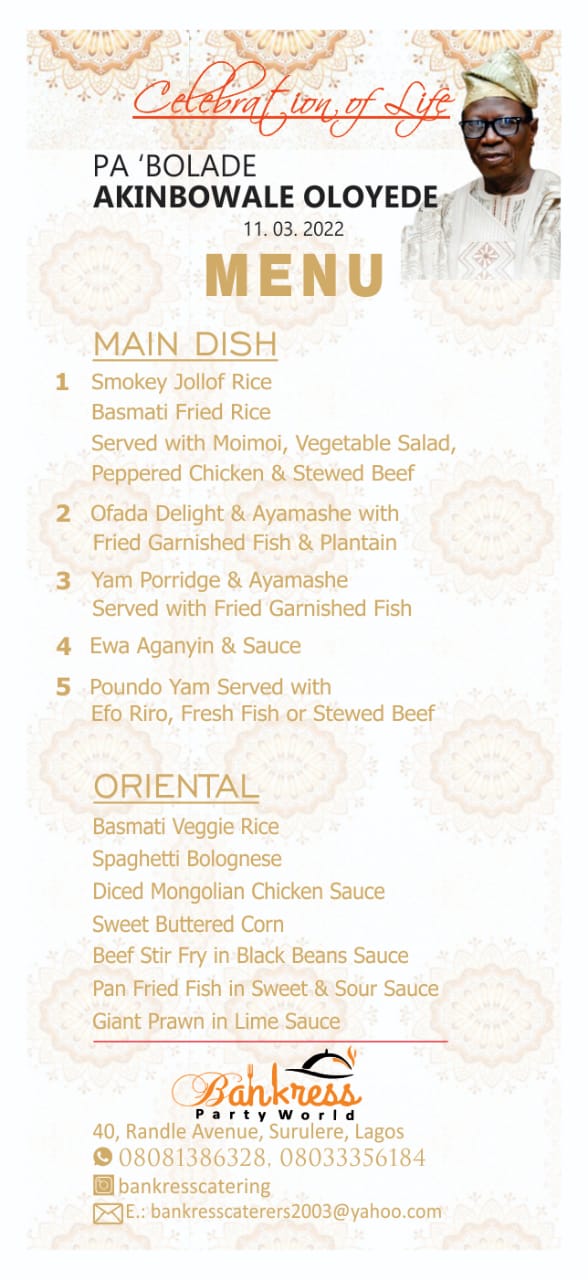 Celebration of Life
PA ‘BOLADE
AKINBOWALE OLOYEDE
11. 03. 2022
MENU
MAIN DISH
1 Smokey Jollof Rice
Basmati Fried Rice
Served with Moimoi, Vegetable Salad,
Peppered Chicken & Stewed Beef
2 Ofada Delight & Ayamashe with
Fried Garnished Fish & Plantain
3 Yam Porridge & Ayamashe
Served with Fried Garnished Fish
4 Ewa Aganyin & Sauce
5 Poundo Yam Served with
Efo Riro, Fresh Fish or Stewed Beef
ORIENTAL
Basmati Veggie Rice
Spaghetti Bolognese
Diced Mongolian Chicken Sauce
Sweet Buttered Corn
Beef Stir Fry in Black Beans Sauce
Pan Fried Fish in Sweet & Sour Sauce
Giant Prawn in Lime Sauce
Bankress
Party World
40, Randle Avenue, Surulere, Lagos
08081386328, 08033356184
bankresscatering
E.: bankresscaterers2003@yahoo.com